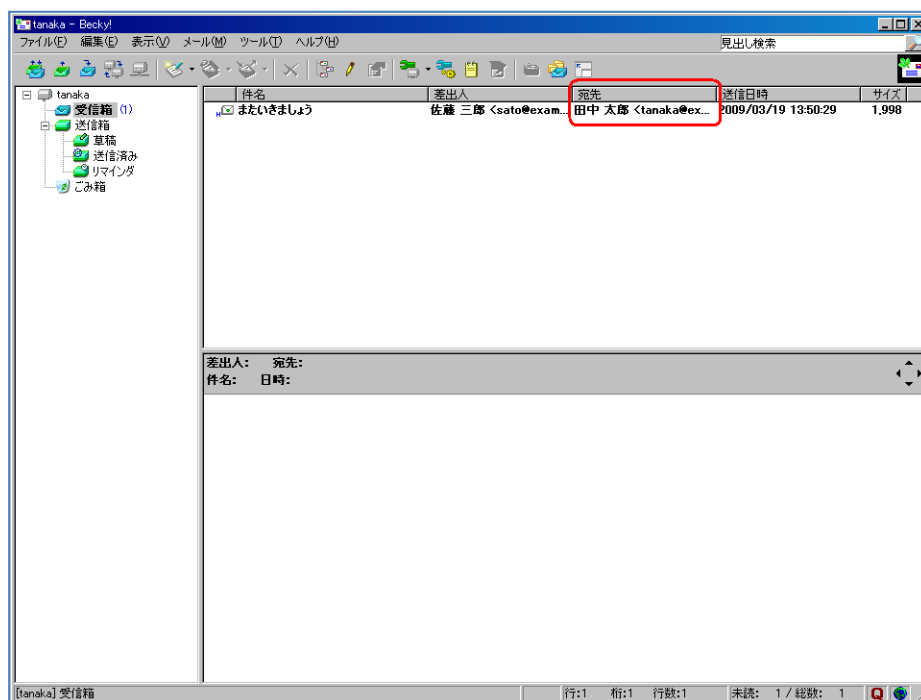 tanaka - Becky!
ファイル(F) 編集(E) 表示(V) メール(M) ツール(T) ヘルプ(H) 見出し検索
tanaka
受信箱 (1)
送信箱
草稿
送信済み
リマインダ
ごみ箱
件名 差出人 宛先 送信日時 サイズ
またいきましょう 佐藤 三郎 <sato@exam... 田中 太郎 <tanaka@ex... 2009/03/19 13:50:29 1,998
差出人: 宛先:
件名: 日時:
[tanaka] 受信箱 行:1 桁:1 行数:1 未読: 1 / 総数: 1 Q